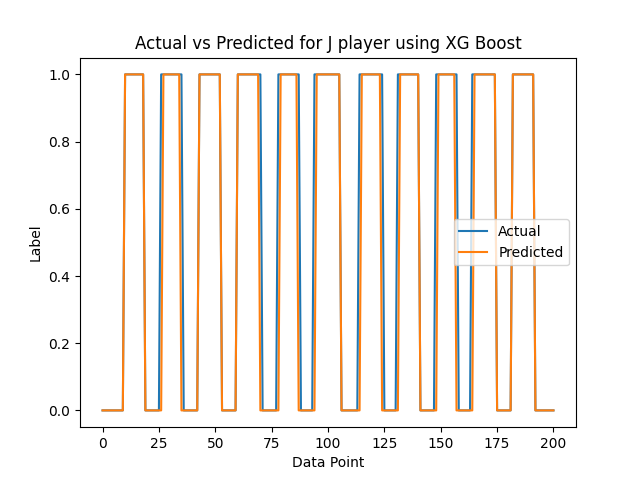 Actual vs Predicted for J player using XG Boost
1.0
0.8
0.6
0.4
0.2
0.0
Label
Actual
Predicted
0 25 50 75 100 125 150 175 200
Data Point